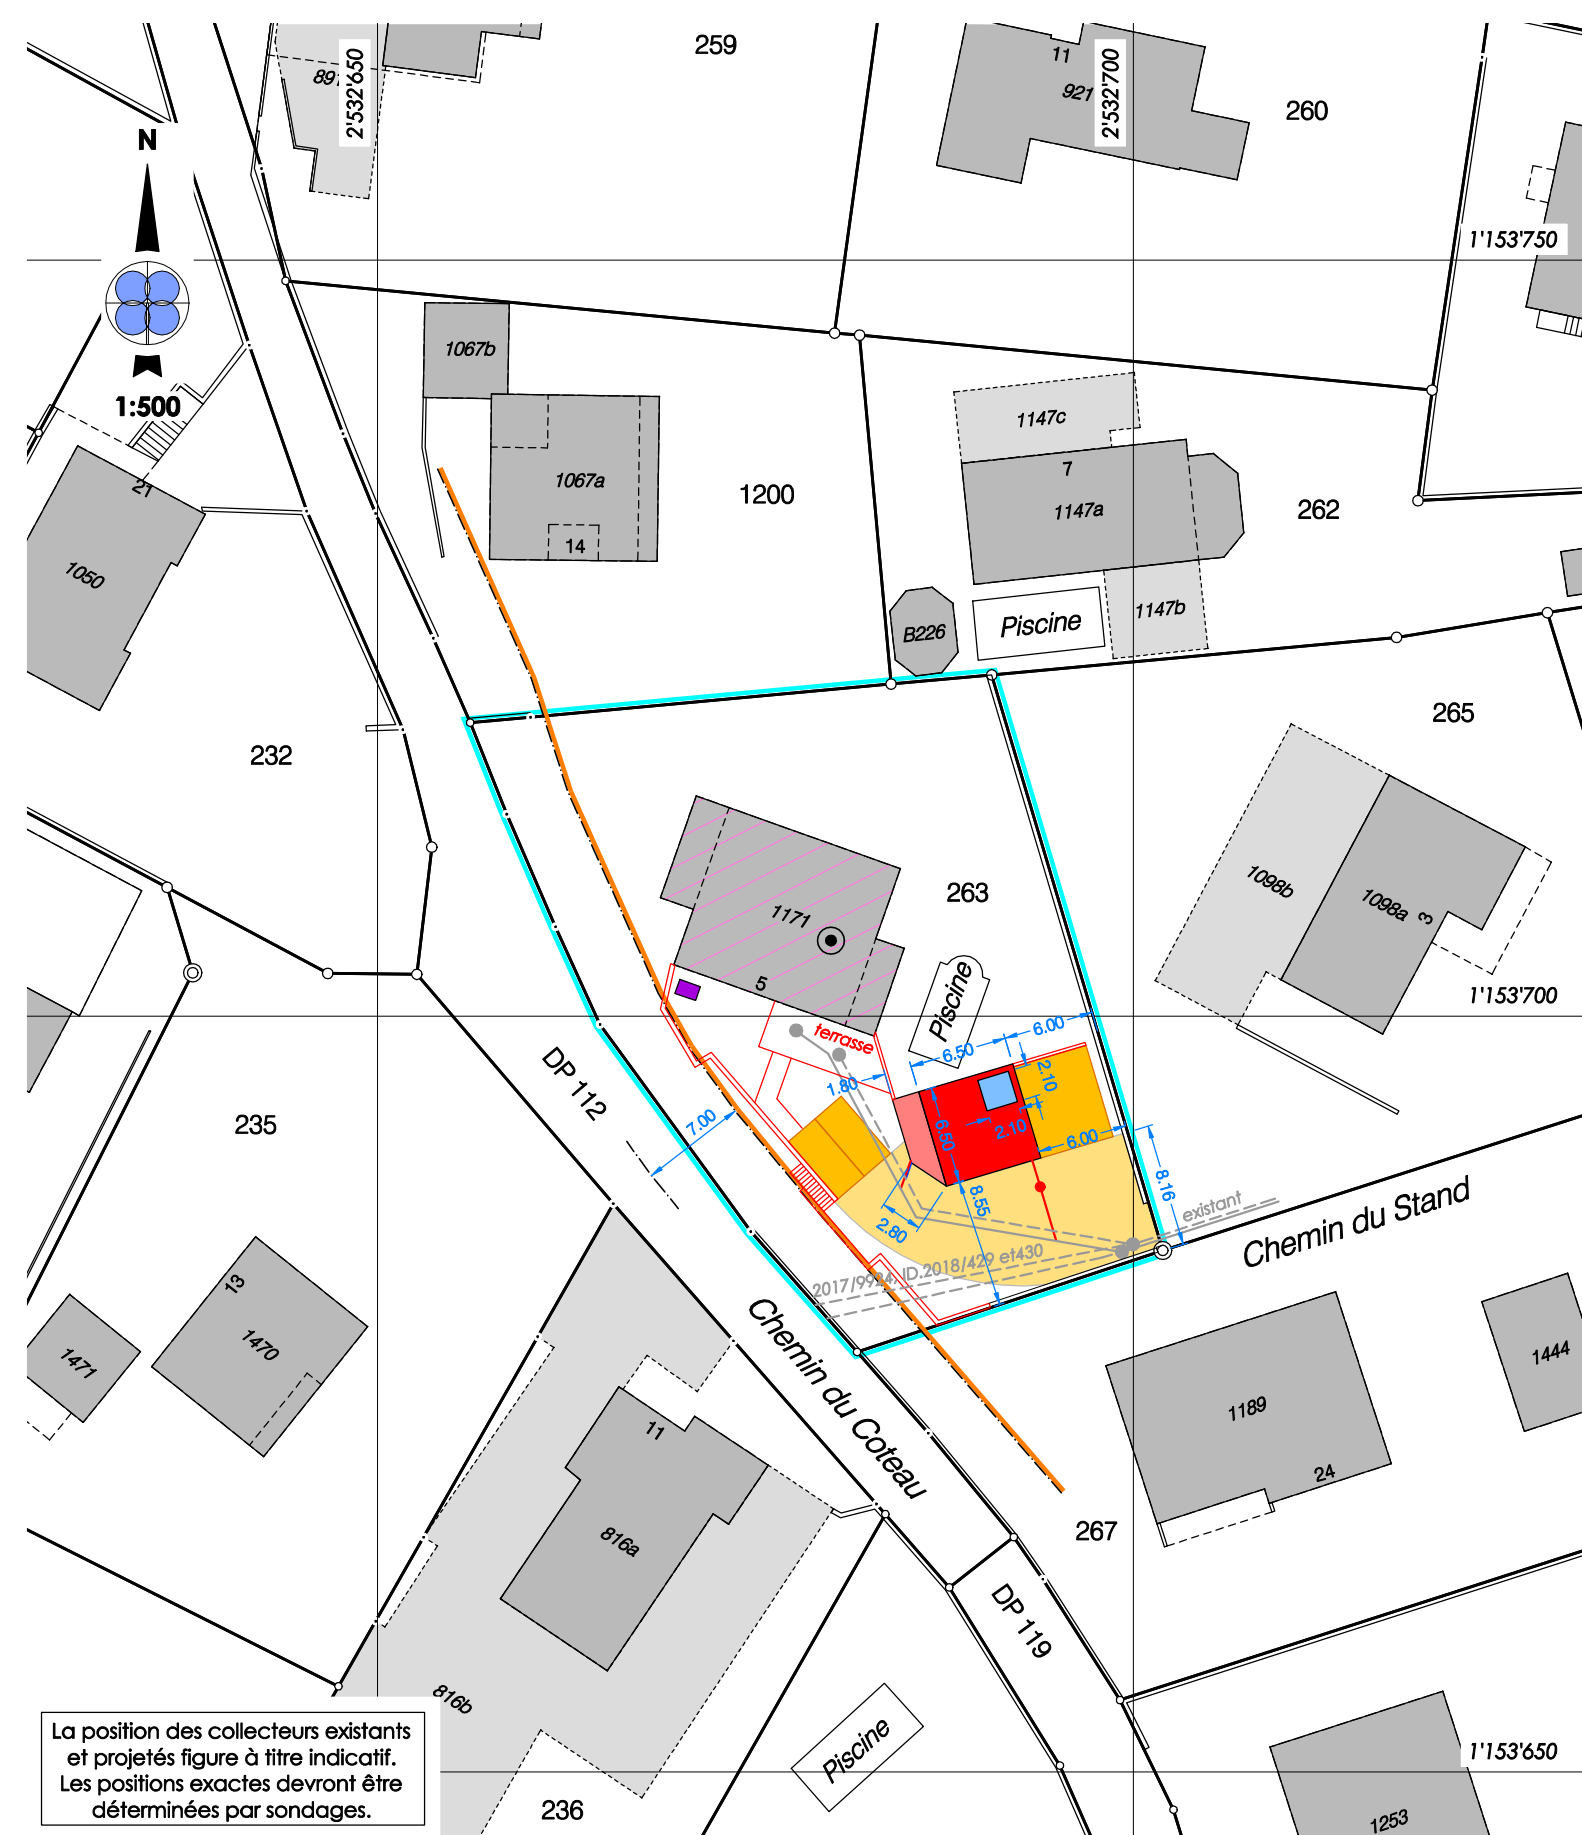 259
11
921
260
891
2'532'650
2'532'700
N
1'153'750
1:500
1067b
1067a
14
1200
1147c
7
1147a
262
1147b
B226
Piscine
21
1050
232
265
1098b
1098a
3
263
1171
5
Piscine
terrasse
1'153'700
6.00
6.50
2.10
1.80
6.50
2.10
6.00
8.16
8.55
2.80
7.00
DP 112
235
existant
Chemin du Stand
2017/9924, ID.2018/429 et430
Chemin du Coteau
13
1470
1471
11
816a
816b
1189
24
1444
267
DP 119
Piscine
236
1'153'650
1253
La position des collecteurs existants
et projetés figure à titre indicatif.
Les positions exactes devront être
déterminées par sondages.